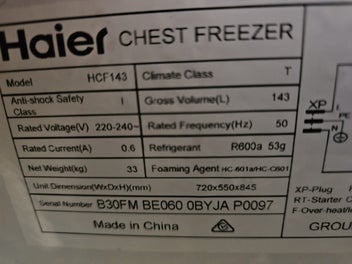 Haier CHEST FREEZER
Model HCF143 Climate Class T
Anti-shock Safety Class I Gross Volume(L) 143
Rated Voltage(V) 220-240~ Rated Frequency(Hz) 50
Rated Current(A) 0.6 Refrigerant R600a 53g
Net Weight(kg) 33 Foaming Agent HC-601a/HC-C601
Unit Dimension(WxDxH)(mm) 720x550x845
Serial Number B30FM BE060 0BYJA P0097
Made in China
XP
PE
XP-Plug
RT-Starter
F-Over-heat/
GROU